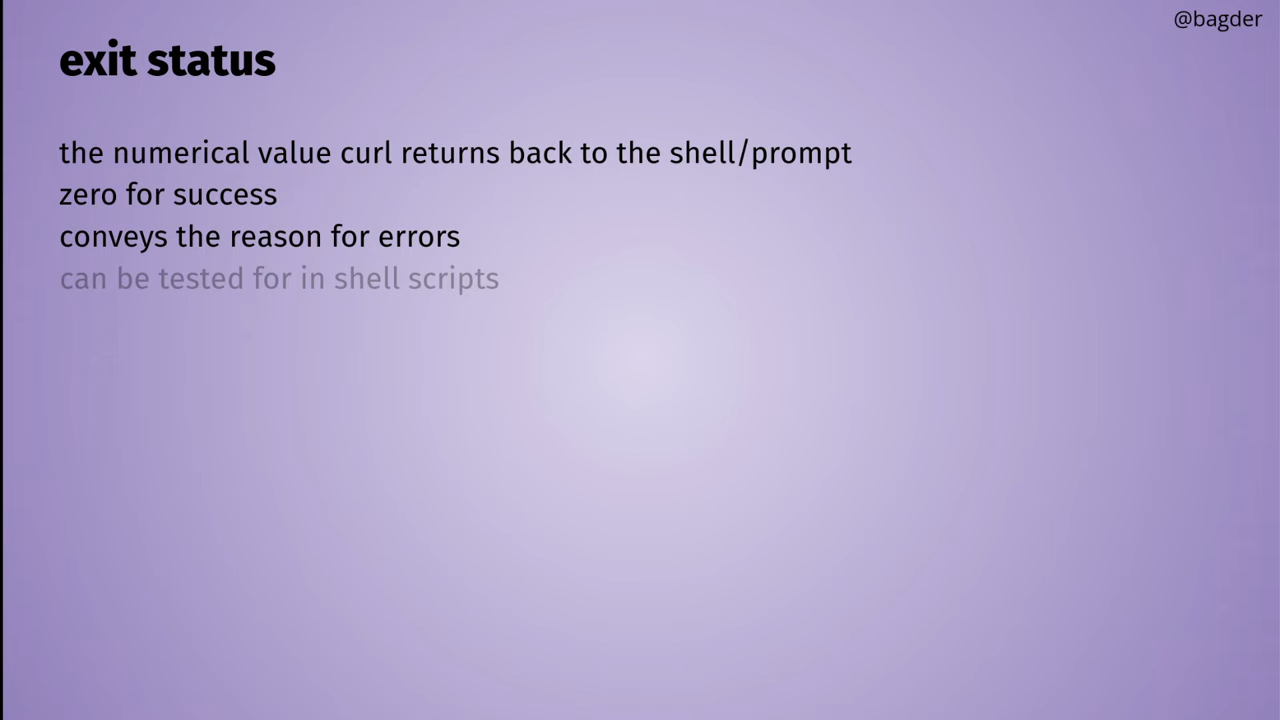 @bagder
exit status
the numerical value curl returns back to the shell/prompt
zero for success
conveys the reason for errors
can be tested for in shell scripts